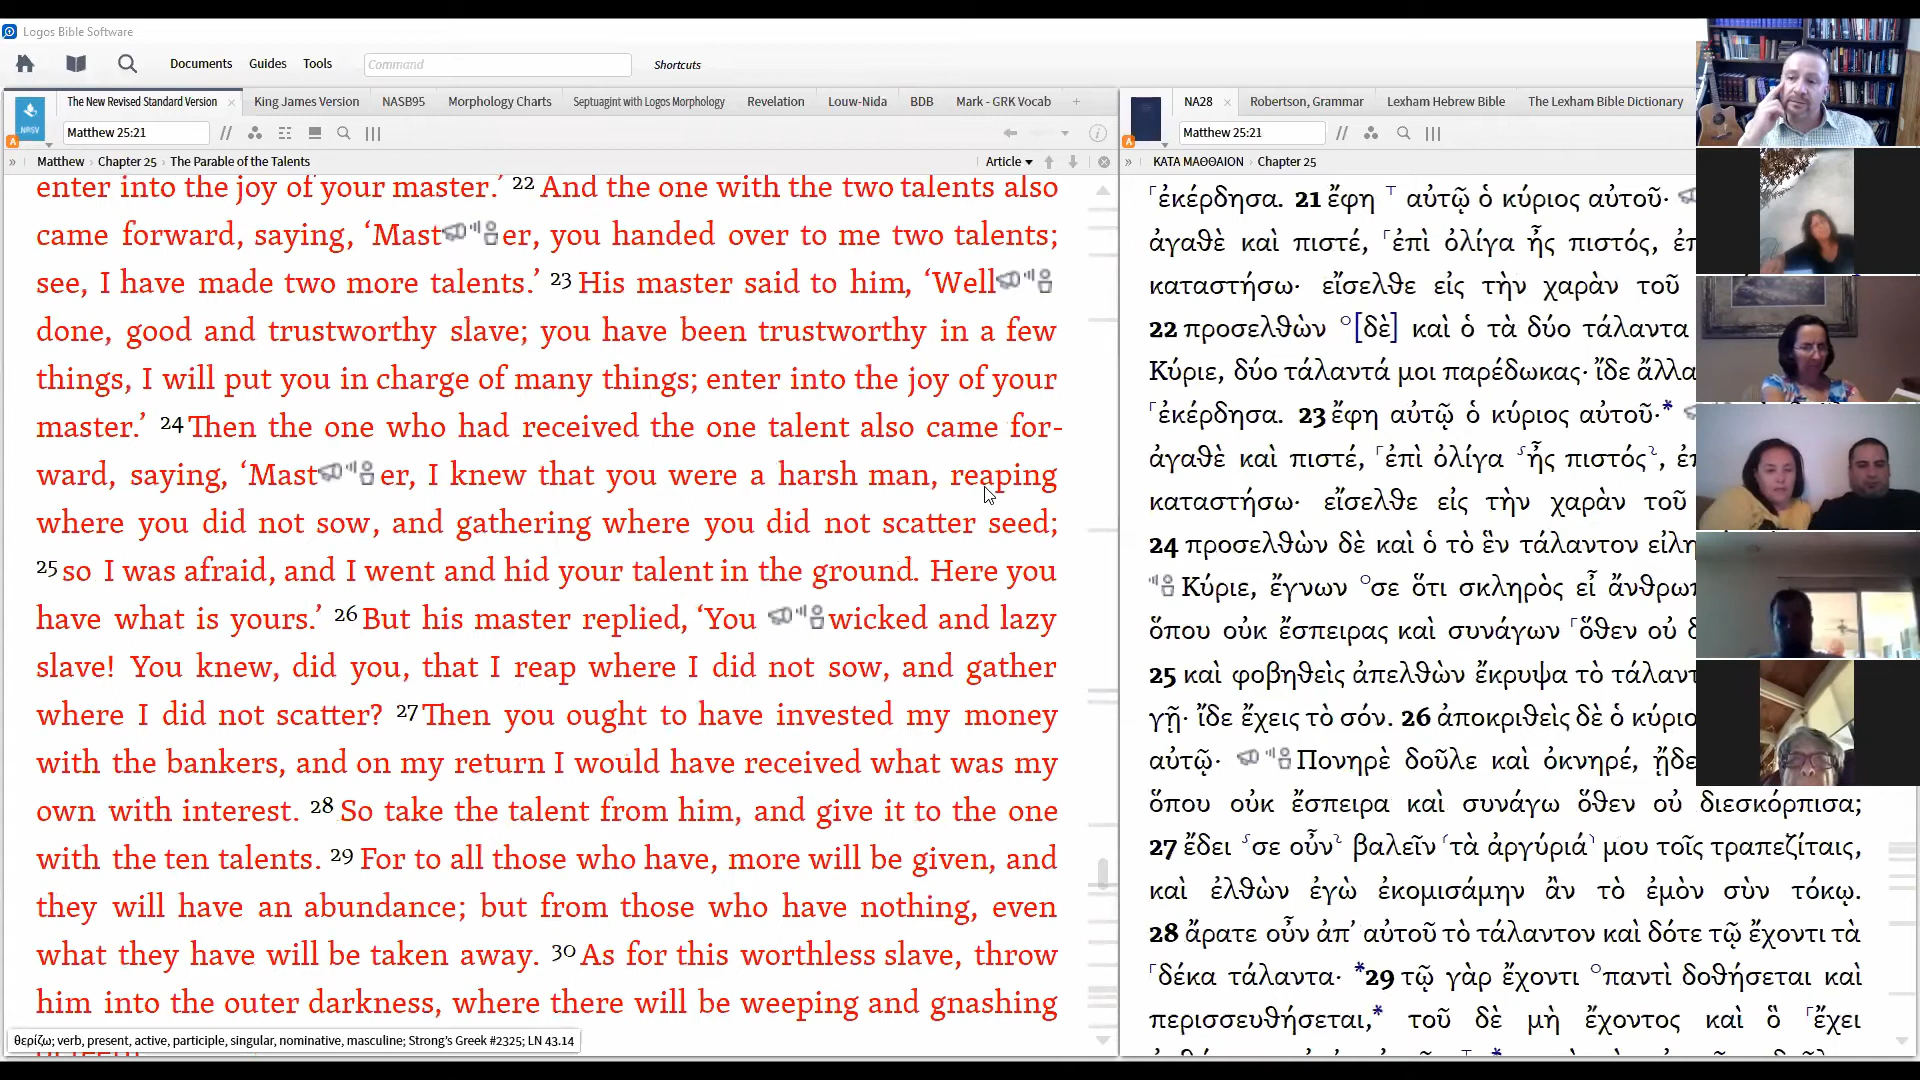 Logos Bible Software
Documents Guides Tools Command Shortcuts
The New Revised Standard Version King James Version NASB95 Morphology Charts Septuagint with Logos Morphology Revelation Louw-Nida BDB Mark - GRK Vocab
NRSV Matthew 25:21
Matthew › Chapter 25 › The Parable of the Talents Article
enter into the joy of your master.’ 22 And the one with the two talents also
came forward, saying, ‘Master, you handed over to me two talents;
see, I have made two more talents.’ 23 His master said to him, ‘Well
done, good and trustworthy slave; you have been trustworthy in a few
things, I will put you in charge of many things; enter into the joy of your
master.’ 24 Then the one who had received the one talent also came for-
ward, saying, ‘Master, I knew that you were a harsh man, reaping
where you did not sow, and gathering where you did not scatter seed;
25 so I was afraid, and I went and hid your talent in the ground. Here you
have what is yours.’ 26 But his master replied, ‘You wicked and lazy
slave! You knew, did you, that I reap where I did not sow, and gather
where I did not scatter? 27 Then you ought to have invested my money
with the bankers, and on my return I would have received what was my
own with interest. 28 So take the talent from him, and give it to the one
with the ten talents. 29 For to all those who have, more will be given, and
they will have an abundance; but from those who have nothing, even
what they have will be taken away. 30 As for this worthless slave, throw
him into the outer darkness, where there will be weeping and gnashing
θερίζω; verb, present, active, participle, singular, nominative, masculine; Strong’s Greek #2325; LN 43.14
NA28 Robertson, Grammar Lexham Hebrew Bible The Lexham Bible Dictionary
Matthew 25:21
ΚΑΤΑ ΜΑΘΘΑΙΟΝ › Chapter 25
⸀ἐκέρδησα. 21 ἔφη ⸆ αὐτῷ ὁ κύριος αὐτοῦ·
ἀγαθὲ καὶ πιστέ, ⸀ἐπὶ ὀλίγα ἦς πιστός,
καταστήσω· εἴσελθε εἰς τὴν χαρὰν τοῦ
22 προσελθὼν ⸰[δὲ] καὶ ὁ τὰ δύο τάλαντα
Κύριε, δύο τάλαντά μοι παρέδωκας· ἴδε ἄλλα
⸀ἐκέρδησα. 23 ἔφη αὐτῷ ὁ κύριος αὐτοῦ·*
ἀγαθὲ καὶ πιστέ, ⸀ἐπὶ ὀλίγα ⸂ἦς πιστός⸃,
καταστήσω· εἴσελθε εἰς τὴν χαρὰν τοῦ
24 προσελθὼν δὲ καὶ ὁ τὸ ἓν τάλαντον εἰλη
Κύριε, ἔγνων ⸰σε ὅτι σκληρὸς εἶ ἄνθρωπ
ὅπου οὐκ ἔσπειρας καὶ συνάγων ⸀ὅθεν οὐ
25 καὶ φοβηθεὶς ἀπελθὼν ἔκρυψα τὸ τάλαντ
γῇ· ἴδε ἔχεις τὸ σόν. 26 ἀποκριθεὶς δὲ ὁ κύριο
αὐτῷ· Πονηρὲ δοῦλε καὶ ὀκνηρέ, ᾔδε
ὅπου οὐκ ἔσπειρα καὶ συνάγω ὅθεν οὐ διεσκόρπισα;
27 ἔδει ⸂σε οὖν⸃ βαλεῖν ⸂τὰ ἀργύριά⸃ μου τοῖς τραπεζίταις,
καὶ ἐλθὼν ἐγὼ ἐκομισάμην ἂν τὸ ἐμὸν σὺν τόκῳ.
28 ἄρατε οὖν ἀπ’ αὐτοῦ τὸ τάλαντον καὶ δότε τῷ ἔχοντι τὰ
⸀δέκα τάλαντα· *29 τῷ γὰρ ἔχοντι ⸰παντὶ δοθήσεται καὶ
περισσευθήσεται,* τοῦ δὲ μὴ ἔχοντος καὶ ὃ ⸀ἔχει